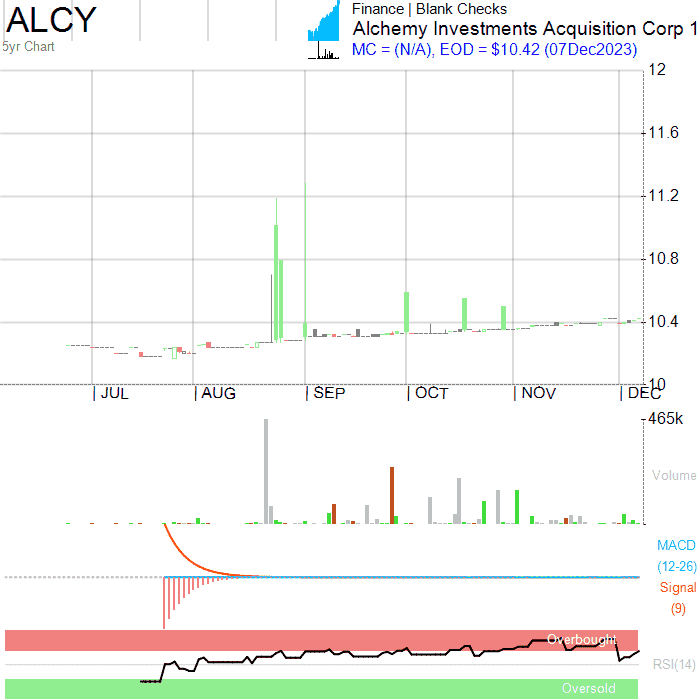 ALCY
5yr Chart
Finance | Blank Checks
Alchemy Investments Acquisition Corp 1
MC = (N/A), EOD = $10.42 (07Dec2023)
12
11.6
11.2
10.8
10.4
10
| JUL | AUG | SEP | OCT | NOV | DEC
465k
Volume
MACD
(12-26)
Signal
(9)
Overbought
RSI(14)
Oversold